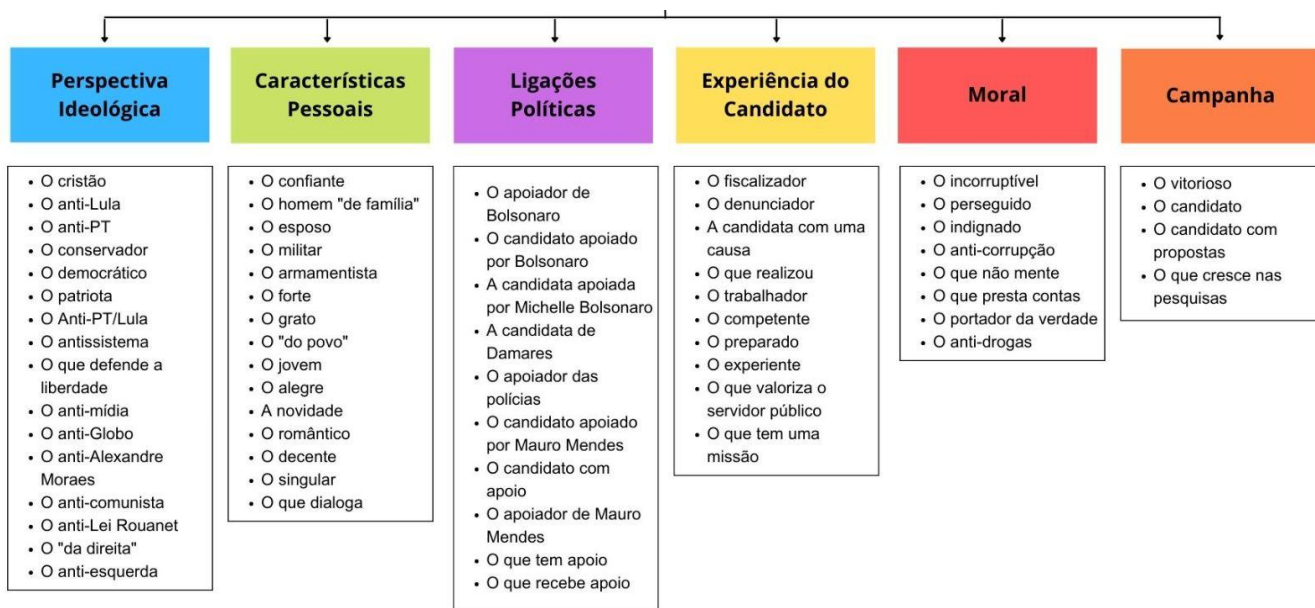 Perspectiva
Ideológica
O cristão
O anti-Lula
O anti-PT
O conservador
O democrático
O patriota
O Anti-PT/Lula
O antissistema
O que defende a
liberdade
O anti-mídia
O anti-Globo
O anti-Alexandre
Moraes
O anti-comunista
O anti-Lei Rouanet
O "da direita"
O anti-esquerda
Características
Pessoais
O confiante
O homem "de família"
O esposo
O militar
O armamentista
O forte
O grato
O "do povo"
O jovem
O alegre
A novidade
O romântico
O decente
O singular
O que dialoga
Ligações
Políticas
O apoiador de
Bolsonaro
O candidato apoiado
por Bolsonaro
A candidata apoiada
por Michelle Bolsonaro
A candidata de
Damares
O apoiador das
polícias
O candidato apoiado
por Mauro Mendes
O candidato com
apoio
O apoiador de Mauro
Mendes
O que tem apoio
O que recebe apoio
Experiência do
Candidato
O fiscalizador
O denunciador
A candidata com uma
causa
O que realizou
O trabalhador
O competente
O preparado
O experiente
O que valoriza o
servidor público
O que tem uma
missão
Moral
O incorruptível
O perseguido
O indignado
O anti-corrupção
O que não mente
O que presta contas
O portador da verdade
O anti-drogas
Campanha
O vitorioso
O candidato
O candidato com
propostas
O que cresce nas
pesquisas